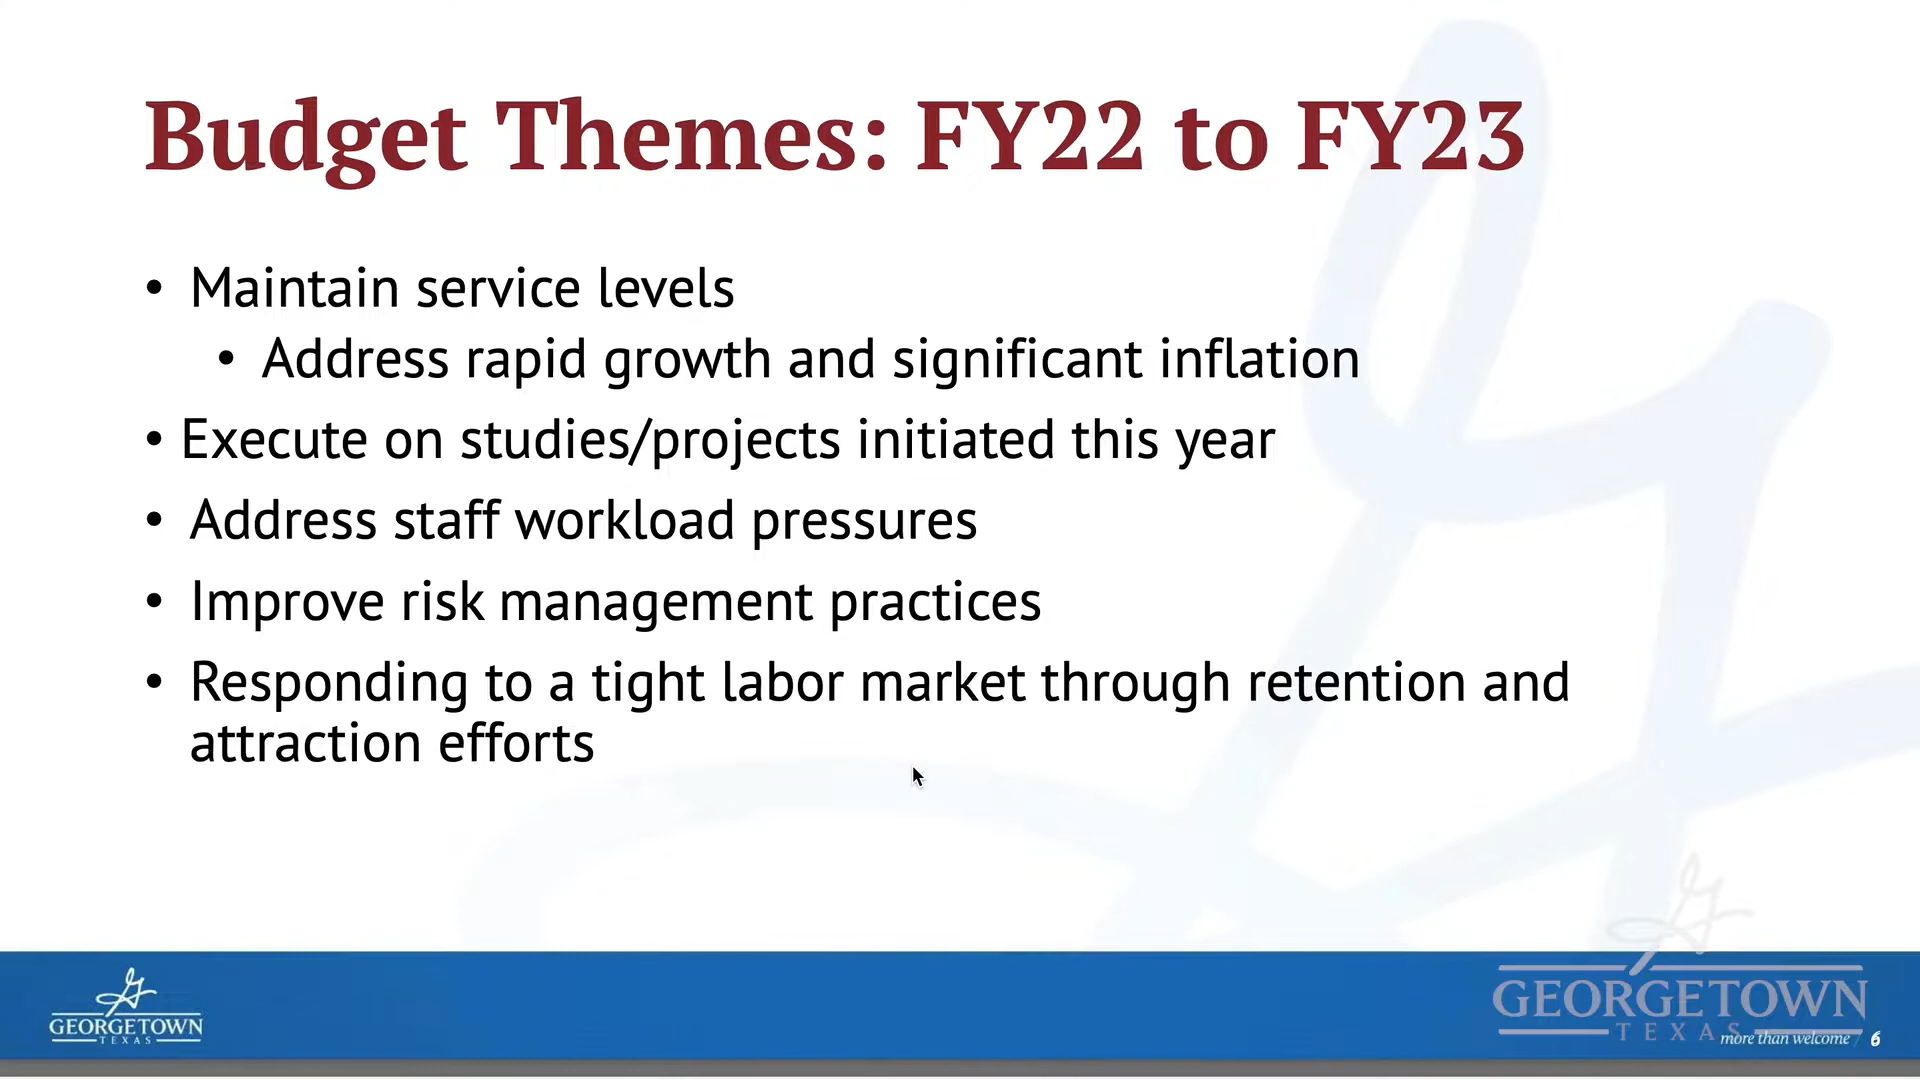 Budget Themes: FY22 to FY23
• Maintain service levels
• Address rapid growth and significant inflation
• Execute on studies/projects initiated this year
• Address staff workload pressures
• Improve risk management practices
• Responding to a tight labor market through retention and
attraction efforts
GEORGETOWN
TEXAS
GEORGETOWN
TEXAS
more than welcome / 6